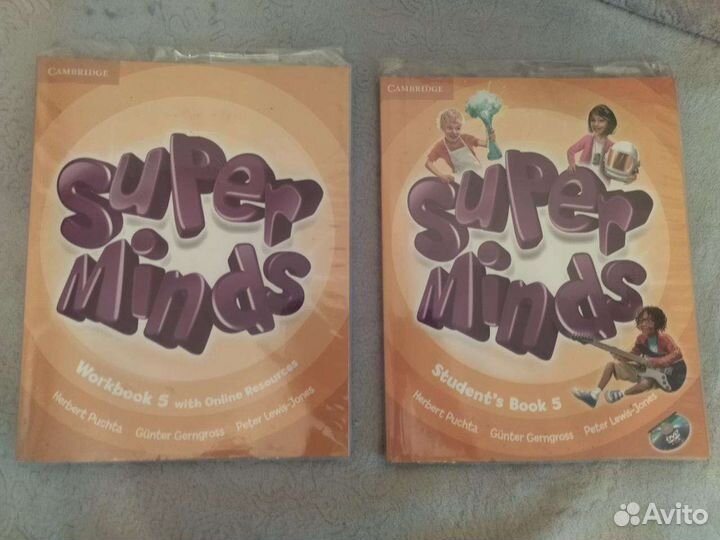 CAMBRIDGE
Super
Minds
Workbook 5 with Online Resources
Herbert Puchta Günter Gerngross Peter Lewis-Jones
CAMBRIDGE
Super
Minds
Student's Book 5
Herbert Puchta Günter Gerngross Peter Lewis-Jones
DVD
Avito